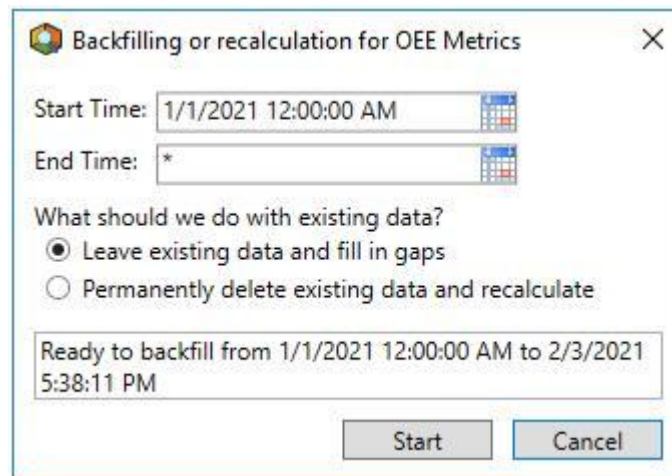 Backfilling or recalculation for OEE Metrics
Start Time: 1/1/2021 12:00:00 AM
End Time: *
What should we do with existing data?
Leave existing data and fill in gaps
Permanently delete existing data and recalculate
Ready to backfill from 1/1/2021 12:00:00 AM to 2/3/2021
5:38:11 PM
Start Cancel